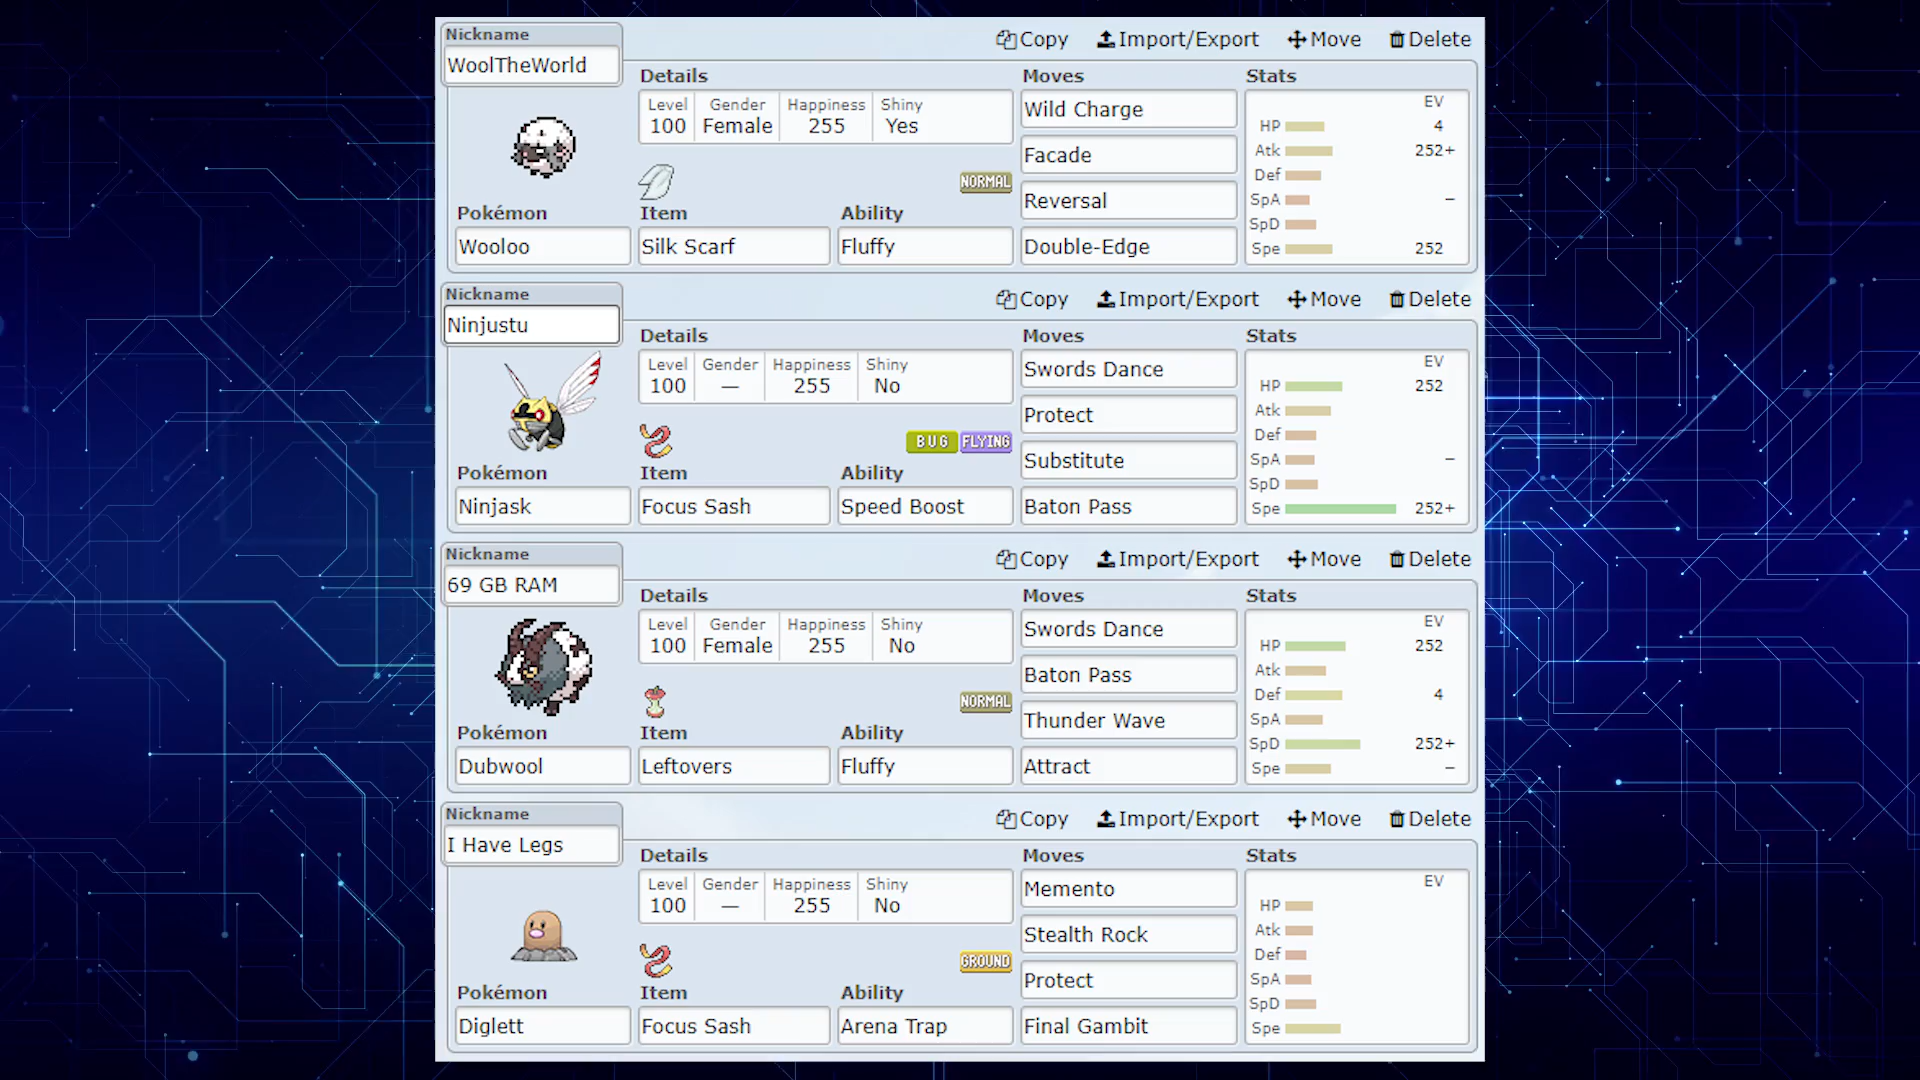 Nickname
WoolTheWorld
Copy Import/Export Move Delete
Details Moves Stats
Level Gender Happiness Shiny
100 Female 255 Yes
Wild Charge
Facade
Reversal
Double-Edge
EV
HP 4
Atk 252+
Def
SpA −
SpD
Spe 252
NORMAL
Pokémon Item Ability
Wooloo Silk Scarf Fluffy
Nickname
Ninjustu
Copy Import/Export Move Delete
Details Moves Stats
Level Gender Happiness Shiny
100 — 255 No
Swords Dance
Protect
Substitute
Baton Pass
EV
HP 252
Atk
Def
SpA −
SpD
Spe 252+
BUG FLYING
Pokémon Item Ability
Ninjask Focus Sash Speed Boost
Nickname
69 GB RAM
Copy Import/Export Move Delete
Details Moves Stats
Level Gender Happiness Shiny
100 Female 255 No
Swords Dance
Baton Pass
Thunder Wave
Attract
EV
HP 252
Atk
Def 4
SpA
SpD 252+
Spe −
NORMAL
Pokémon Item Ability
Dubwool Leftovers Fluffy
Nickname
I Have Legs
Copy Import/Export Move Delete
Details Moves Stats
Level Gender Happiness Shiny
100 — 255 No
Memento
Stealth Rock
Protect
Final Gambit
EV
HP
Atk
Def
SpA
SpD
Spe
GROUND
Pokémon Item Ability
Diglett Focus Sash Arena Trap